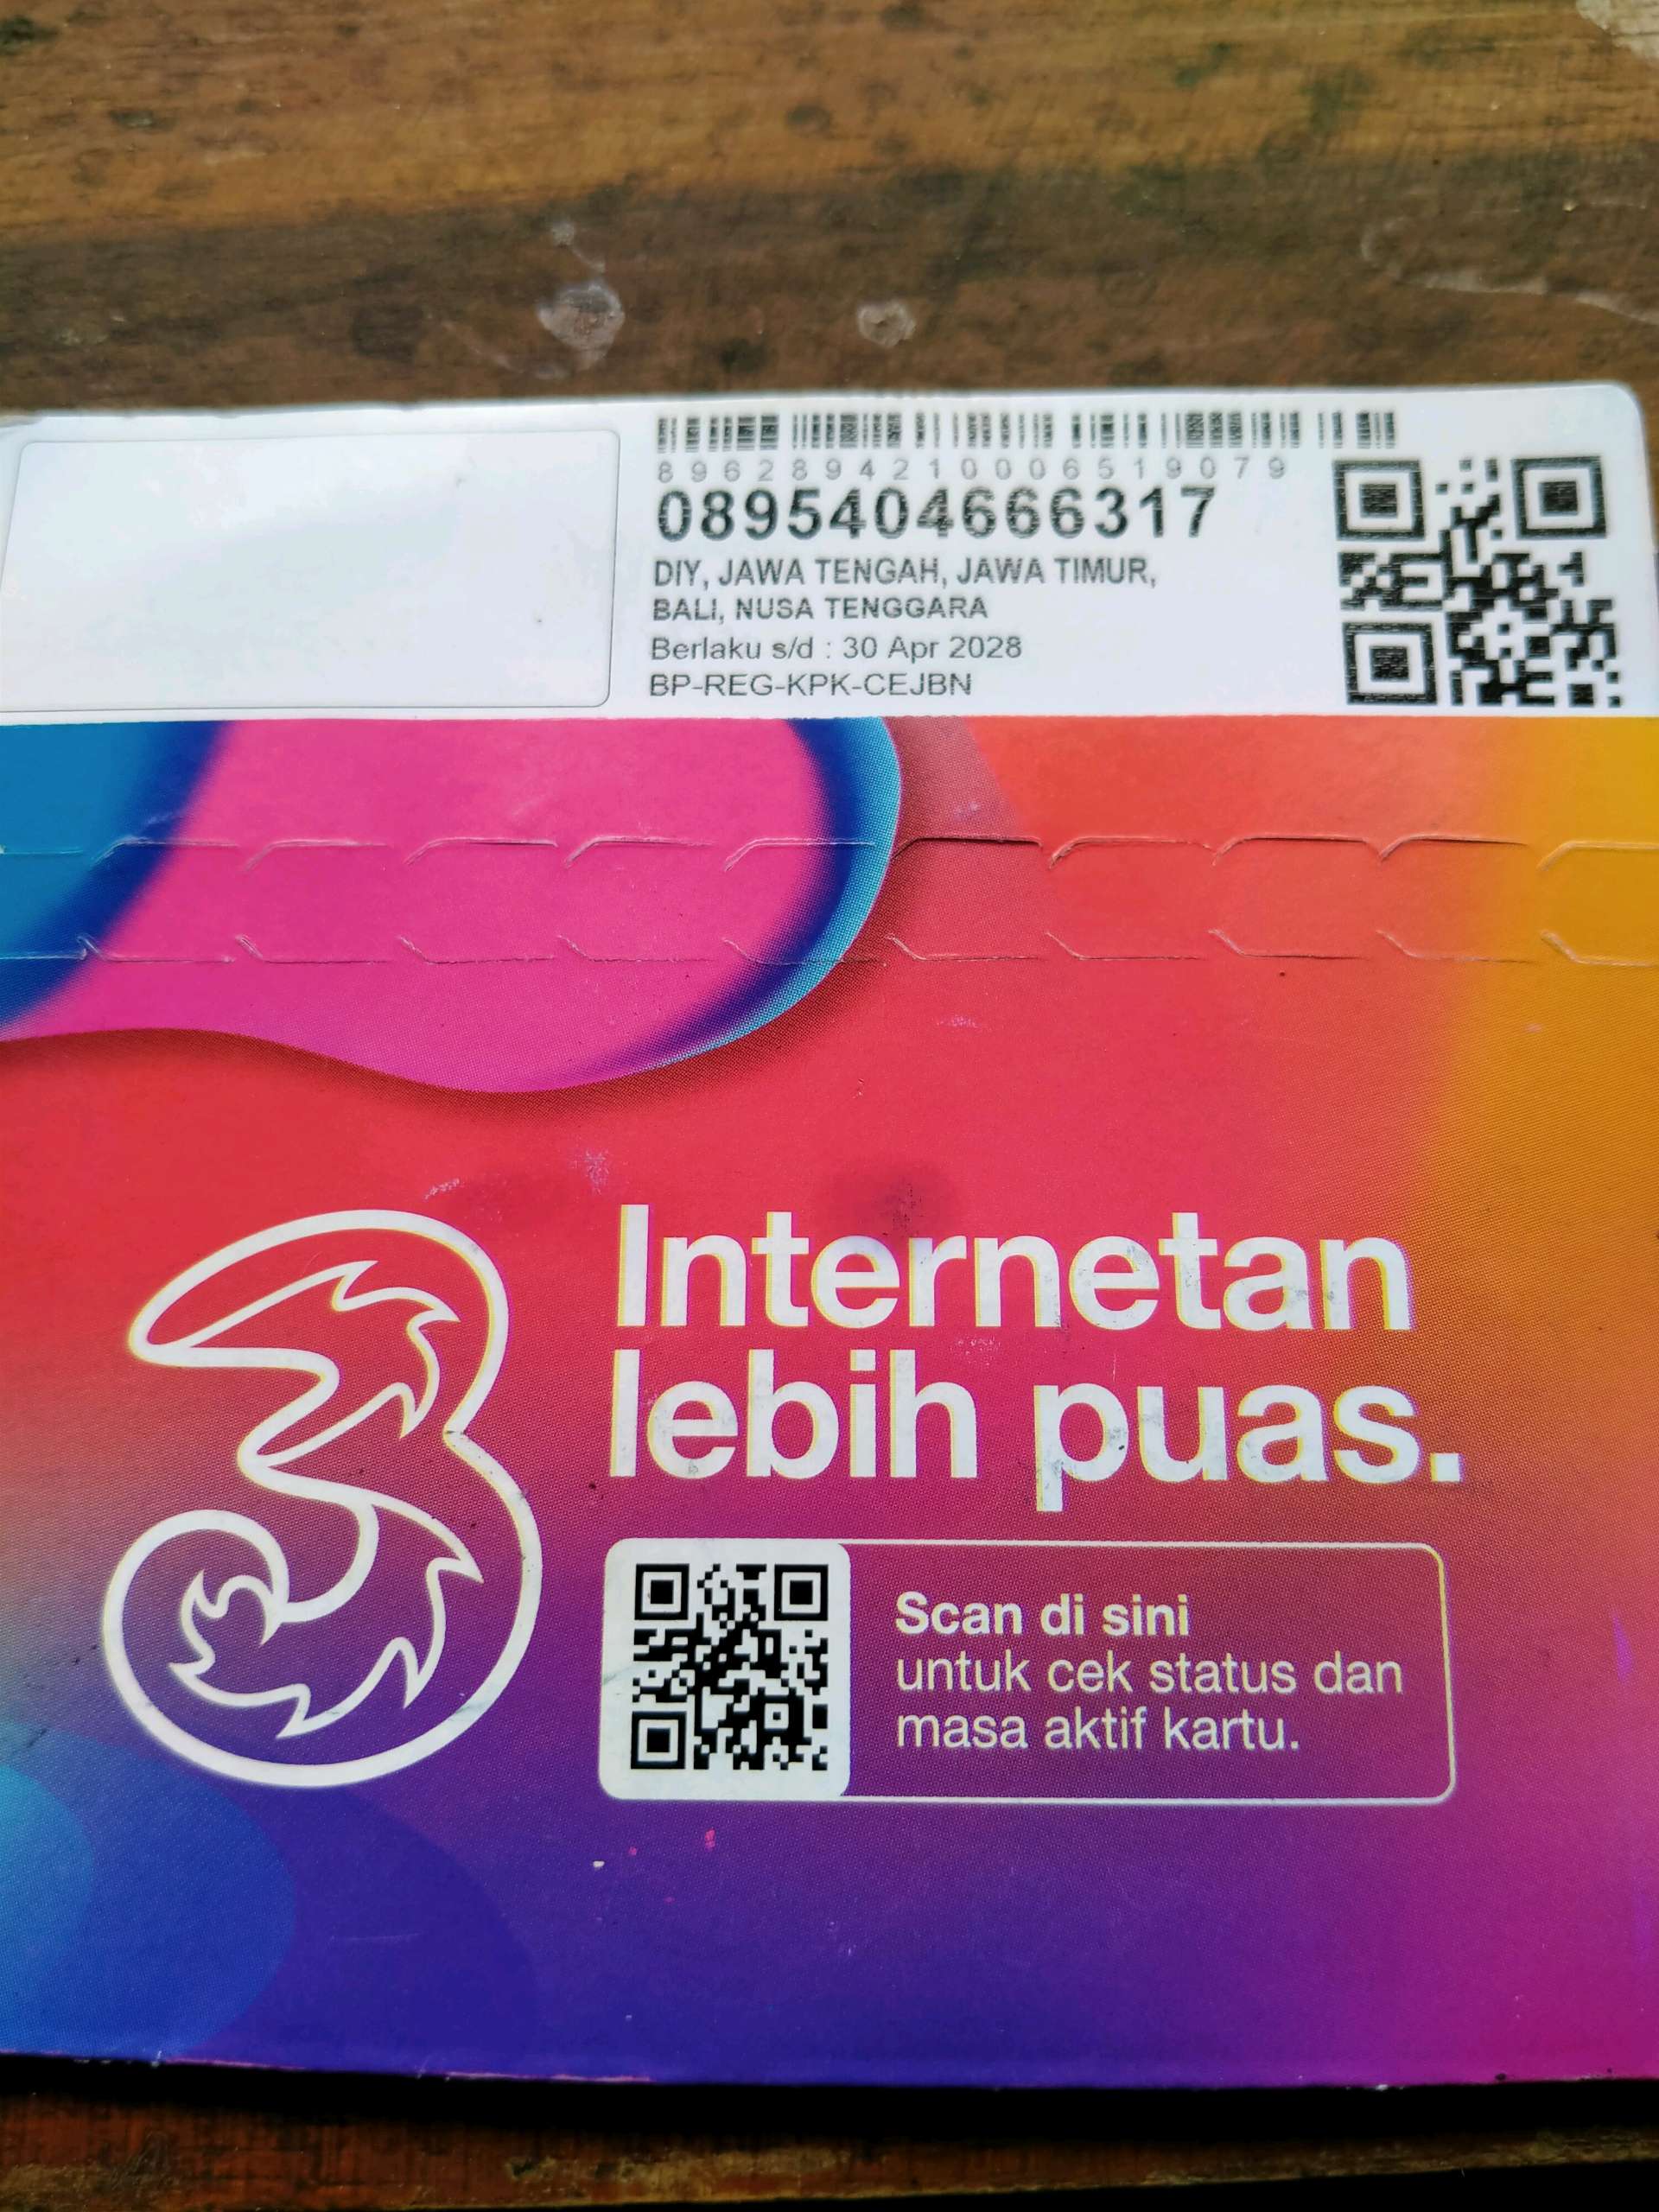 8962894210006519079
0895404666317
DIY, JAWA TENGAH, JAWA TIMUR,
BALI, NUSA TENGGARA
Berlaku s/d : 30 Apr 2028
BP-REG-KPK-CEJBN
3
Internetan
lebih puas.
Scan di sini
untuk cek status dan
masa aktif kartu.